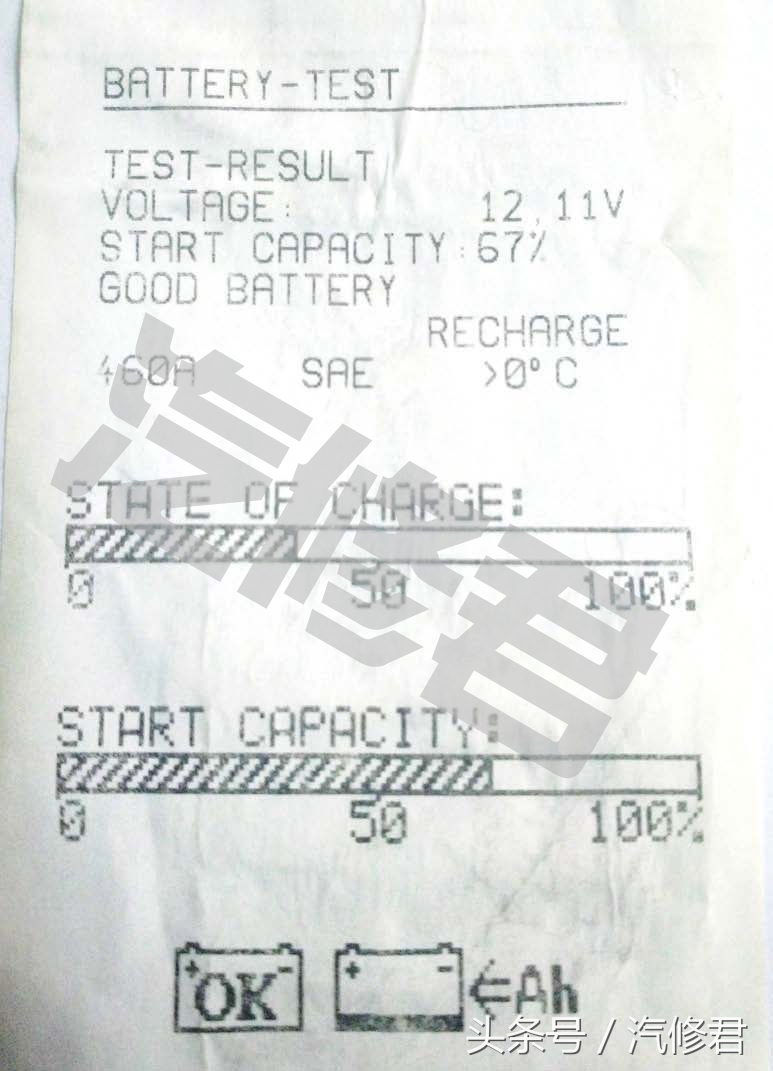 BATTERY-TEST
TEST-RESULT
VOLTAGE: 12,11V
START CAPACITY:67%
GOOD BATTERY
RECHARGE
460A SAE >0°C
STATE OF CHARGE:
0 50 100%
START CAPACITY:
0 50 100%
+ OK - + - ←Ah
汽修君
头条号 / 汽修君